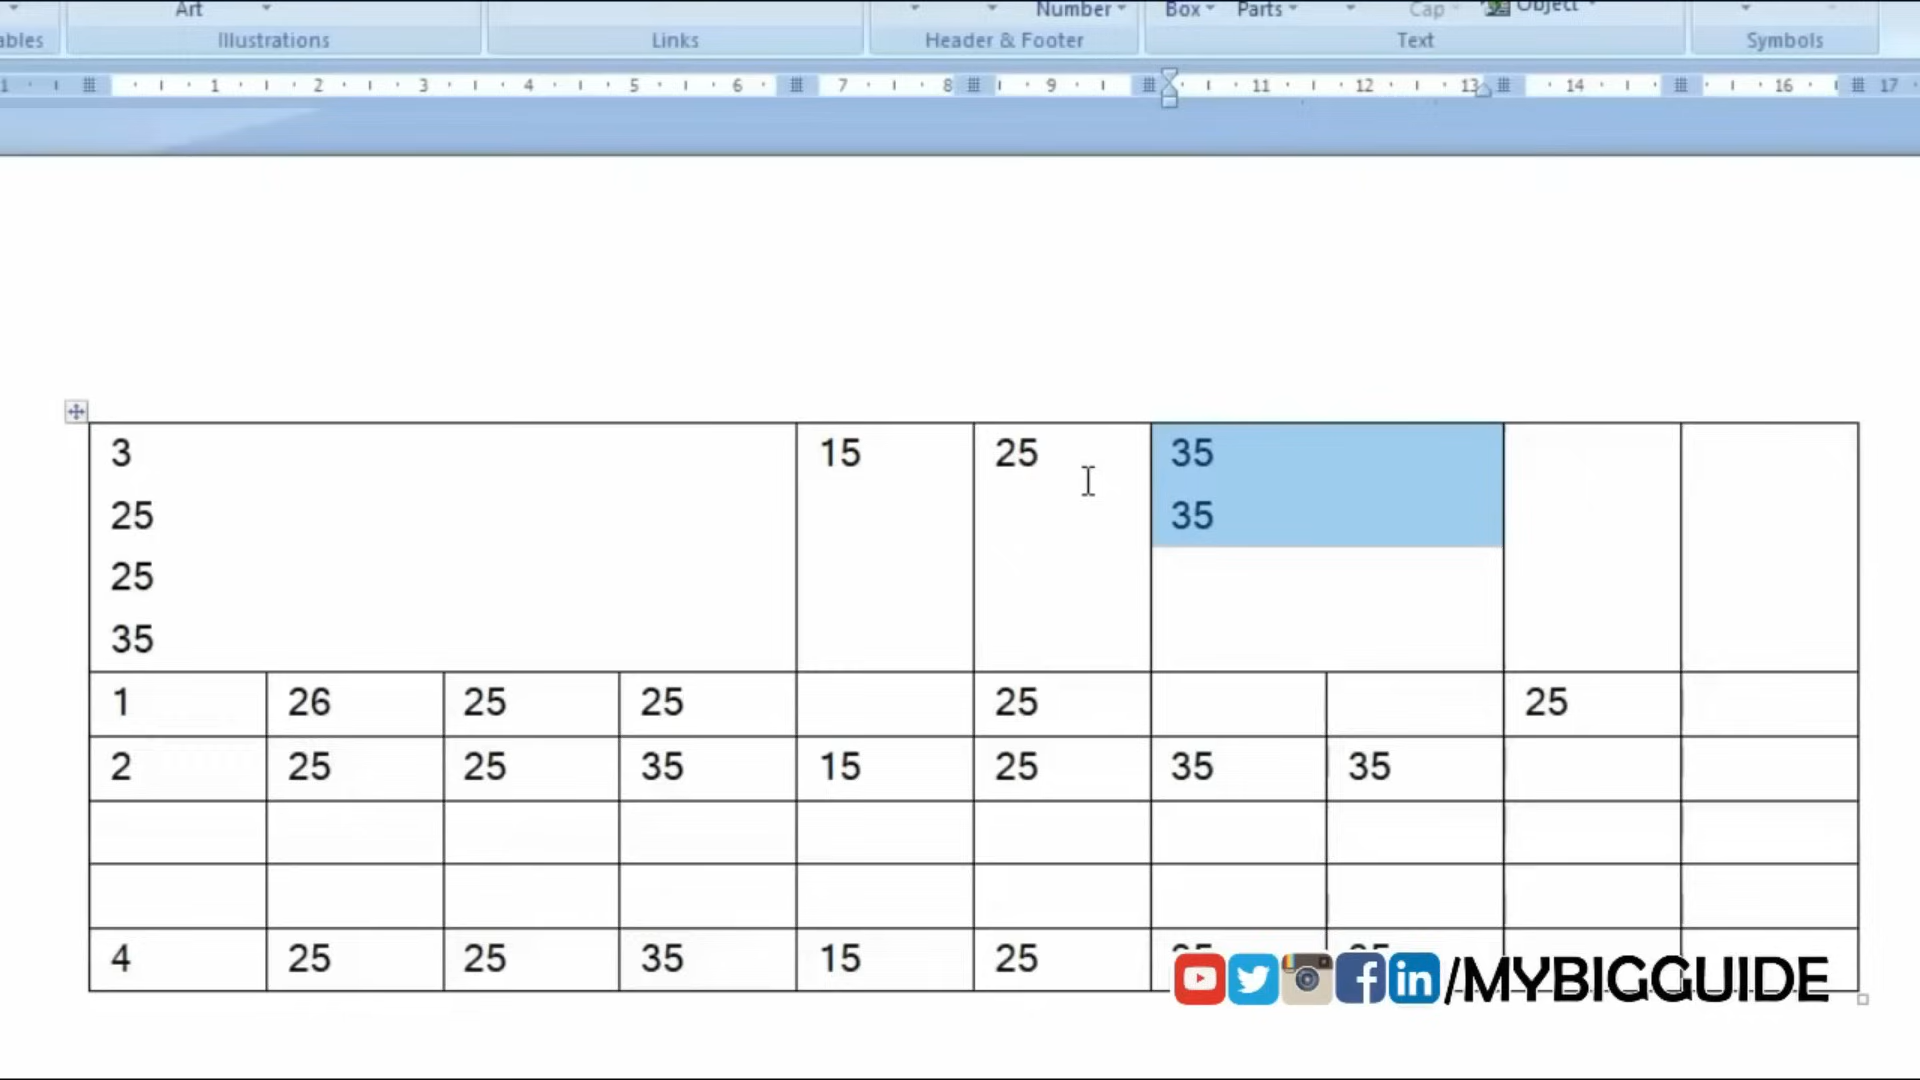 Art Number Box Parts Cap Object
ables Illustrations Links Header & Footer Text Symbols
1 1 2 3 4 5 6 7 8 9 11 12 13 14 16 17
3 15 25 35
25 35
25
35
1 26 25 25 25 25
2 25 25 35 15 25 35 35
4 25 25 35 15 25
/MYBIGGUIDE